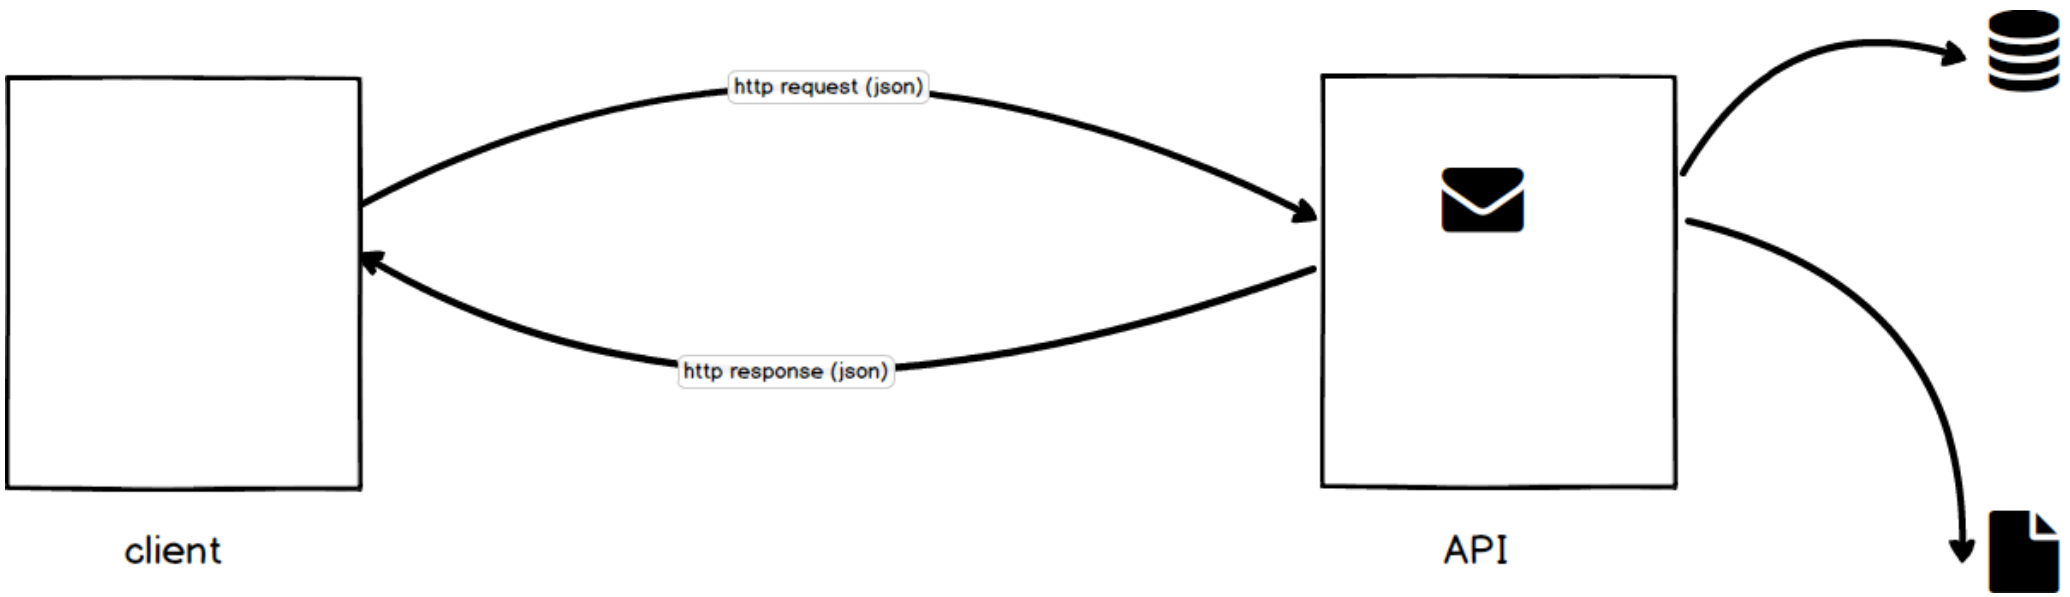 http request (json)
http response (json)
client
API